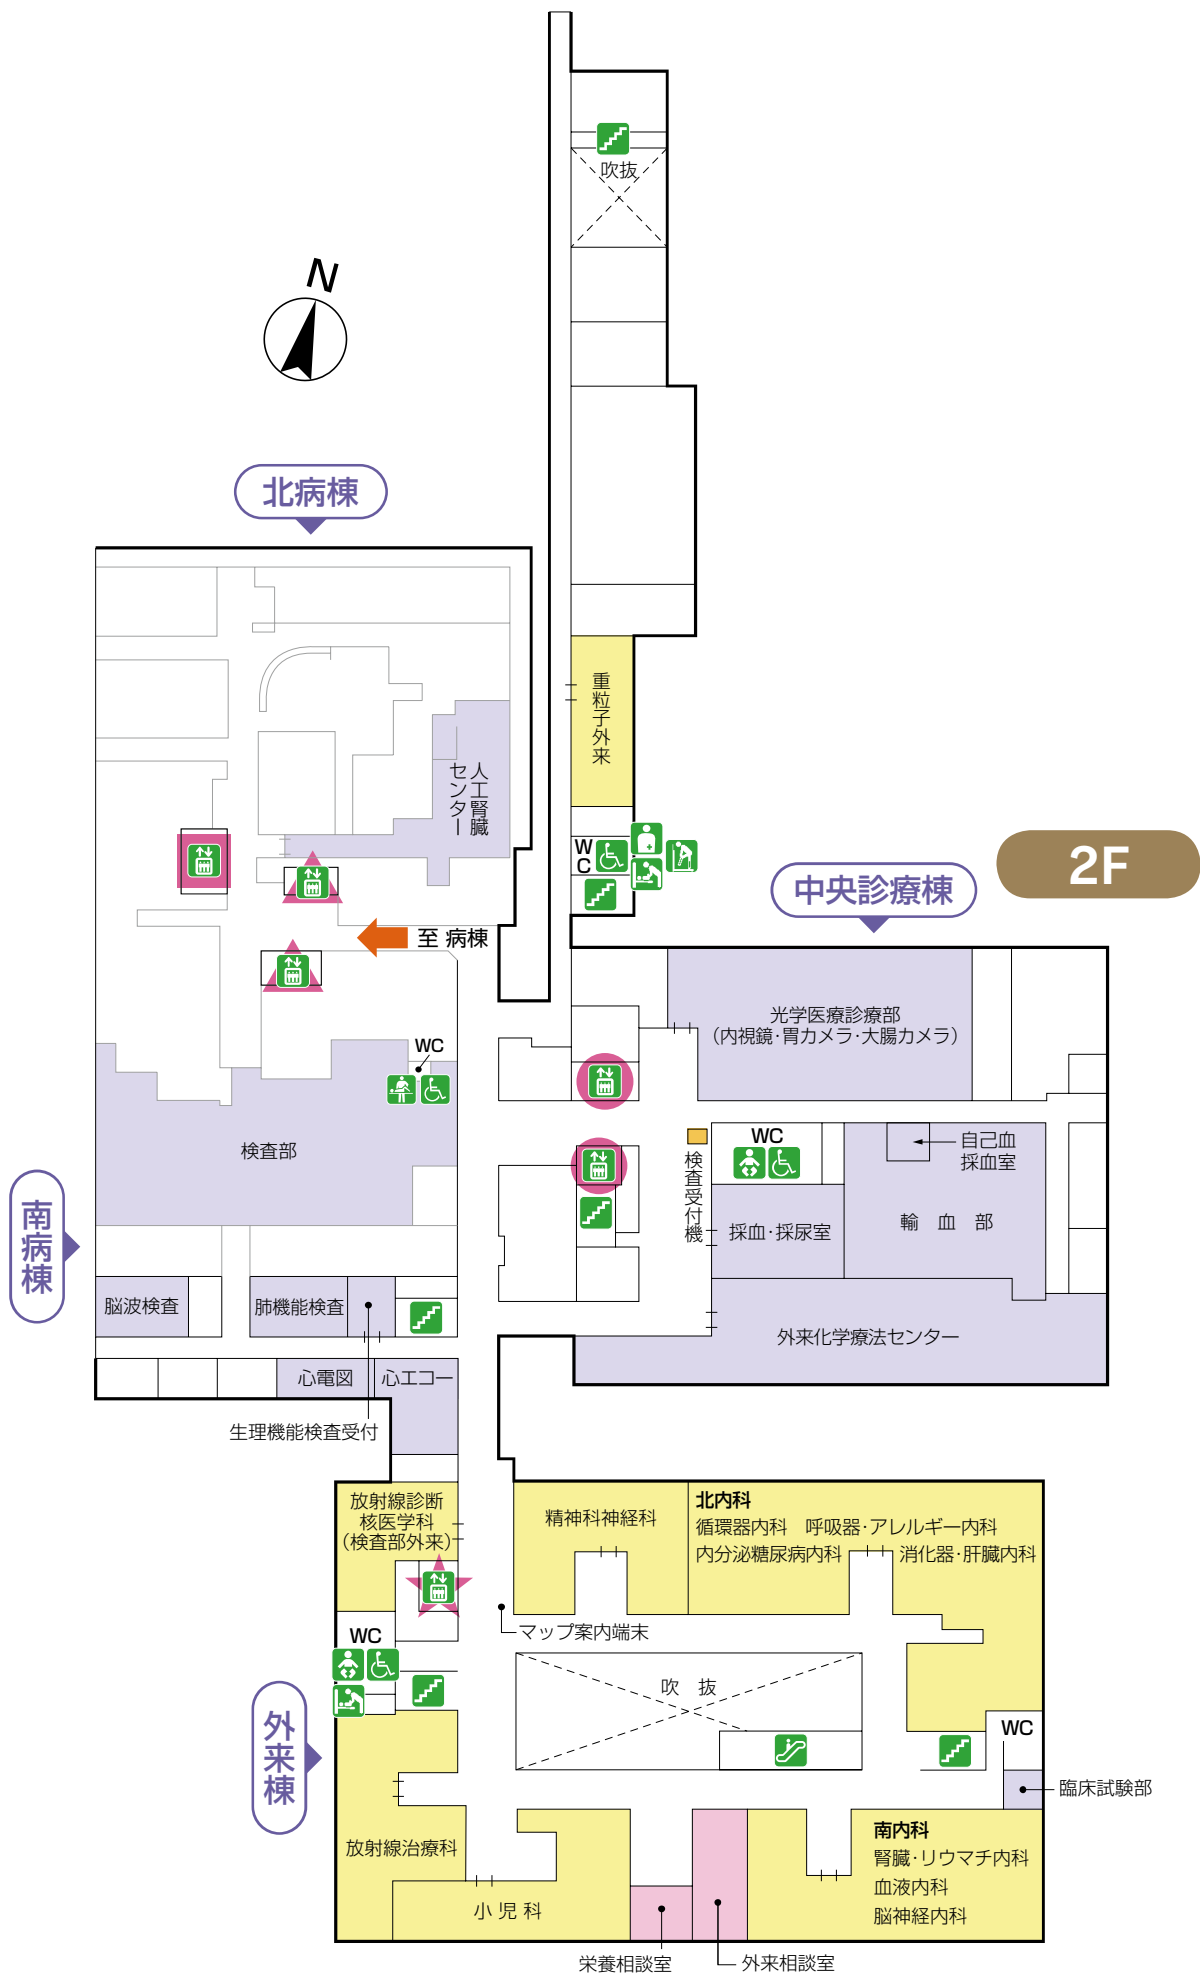 吹抜
N
北病棟
重粒子外来
人工腎臓
センター
WC
2F
中央診療棟
至 病棟
光学医療診療部
(内視鏡・胃カメラ・大腸カメラ)
WC
検査部
検査受付機
WC
自己血
採血室
採血・採尿室
輸 血 部
南病棟
脳波検査
肺機能検査
外来化学療法センター
心電図
心エコー
生理機能検査受付
放射線診断
核医学科
(検査部外来)
精神科神経科
北内科
循環器内科 呼吸器・アレルギー内科
内分泌糖尿病内科 消化器・肝臓内科
マップ案内端末
WC
吹 抜
外来棟
WC
臨床試験部
放射線治療科
小 児 科
南内科
腎臓・リウマチ内科
血液内科
脳神経内科
栄養相談室
外来相談室